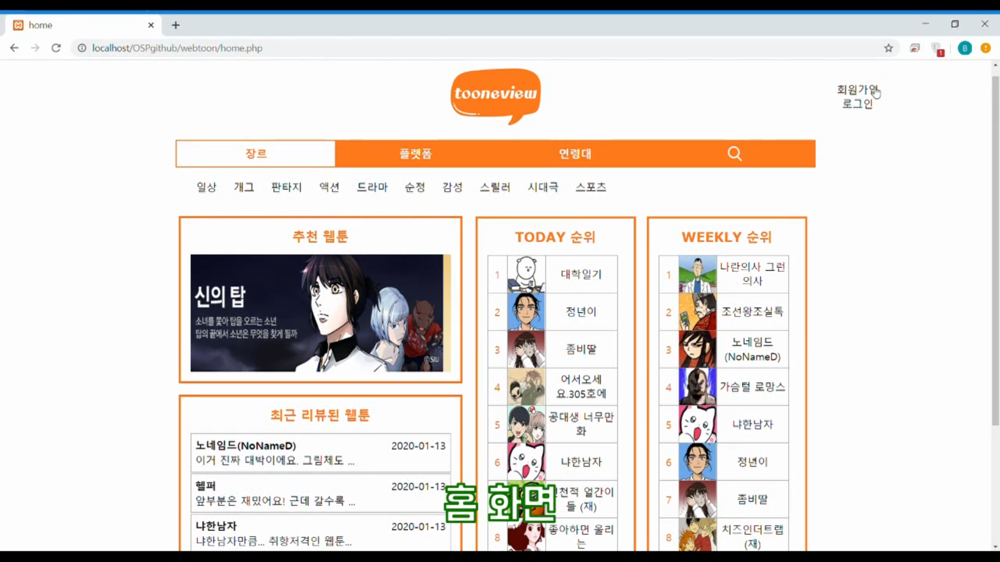 home
localhost/OSPgithub/webtoon/home.php
B
1
tooneview
회원가입
로그인
장르
플랫폼
연령대
일상 개그 판타지 액션 드라마 순정 감성 스릴러 시대극 스포츠
추천 웹툰
신의 탑
소녀를 쫓아 탑을 오르는 소년
탑의 끝에서 소년은 무엇을 찾게 될까
©SIU
최근 리뷰된 웹툰
노네임드(NoNameD) 2020-01-13
이거 진짜 대박이에요. 그림체도 ...
헬퍼 2020-01-13
앞부분은 재밌어요! 근데 갈수록 ...
냐한남자 2020-01-13
냐한남자만큼... 취향저격인 웹툰...
TODAY 순위
1 대학일기
2 정년이
3 좀비딸
4 어서오세
요.305호에
5 공대생 너무만
화
6 냐한남자
천적 얼간이
들 (재)
8 좋아하면 울리
는
WEEKLY 순위
1 나란의사 그런
의사
2 조선왕조실톡
3 노네임드
(NoNameD)
4 가슴털 로망스
5 냐한남자
6 정년이
7 좀비딸
8 치즈인더트랩
(재)
홈 화면